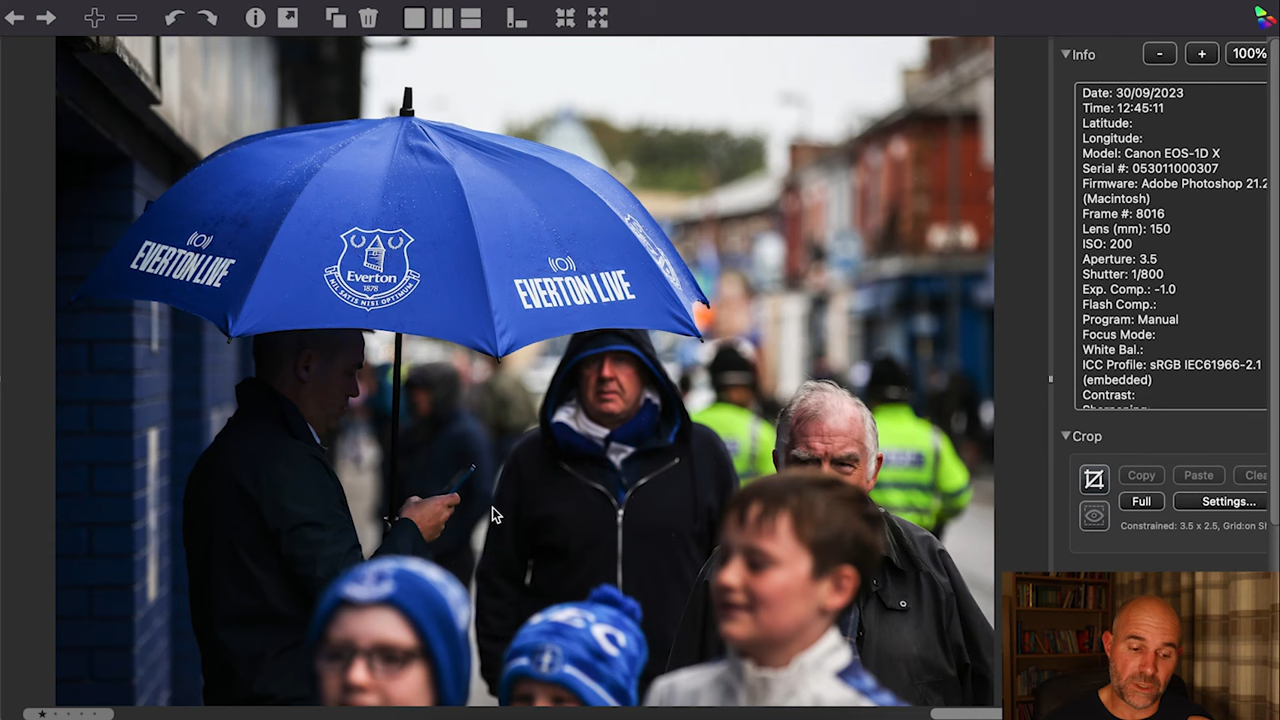 Info
-
+
100%
Date: 30/09/2023
Time: 12:45:11
Latitude:
Longitude:
Model: Canon EOS-1D X
Serial #: 053011000307
Firmware: Adobe Photoshop 21.2
(Macintosh)
Frame #: 8016
Lens (mm): 150
ISO: 200
Aperture: 3.5
Shutter: 1/800
Exp. Comp.: -1.0
Flash Comp.:
Program: Manual
Focus Mode:
White Bal.:
ICC Profile: sRGB IEC61966-2.1
(embedded)
Contrast:
EVERTON LIVE
Everton
1878
NIL SATIS NISI OPTIMUM
EVERTON LIVE
Crop
Copy
Paste
Clea
Full
Settings...
Constrained: 3.5 x 2.5, Grid:on Sh